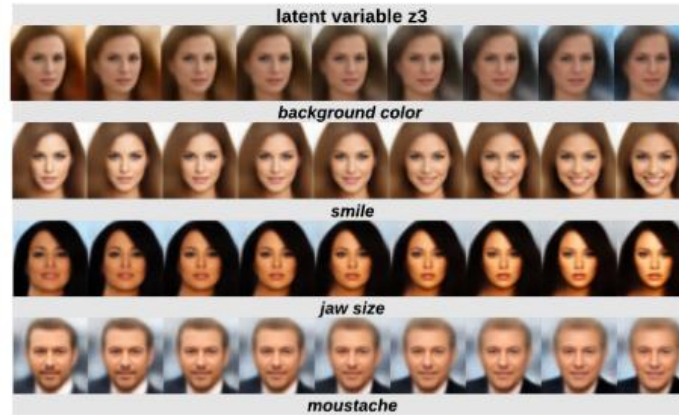 latent variable z3
background color
smile
jaw size
moustache